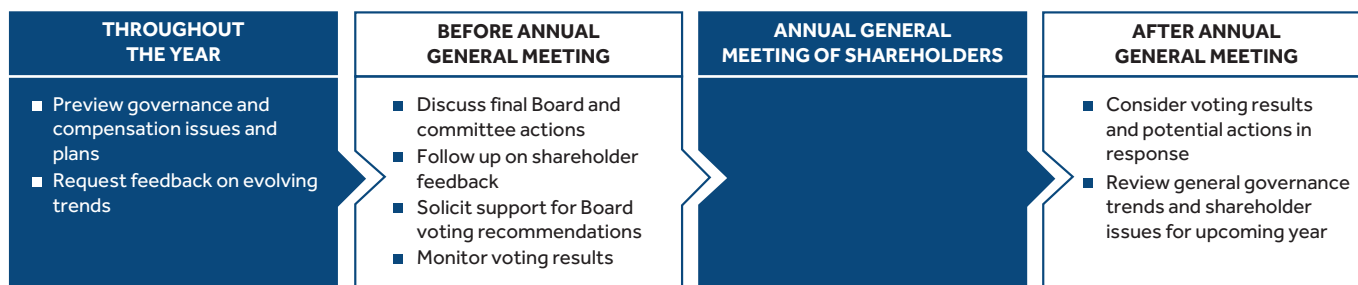 THROUGHOUT
THE YEAR
■ Preview governance and
compensation issues and
plans
■ Request feedback on evolving
trends
BEFORE ANNUAL
GENERAL MEETING
■ Discuss final Board and
committee actions
■ Follow up on shareholder
feedback
■ Solicit support for Board
voting recommendations
■ Monitor voting results
ANNUAL GENERAL
MEETING OF SHAREHOLDERS
AFTER ANNUAL
GENERAL MEETING
■ Consider voting results
and potential actions in
response
■ Review general governance
trends and shareholder
issues for upcoming year